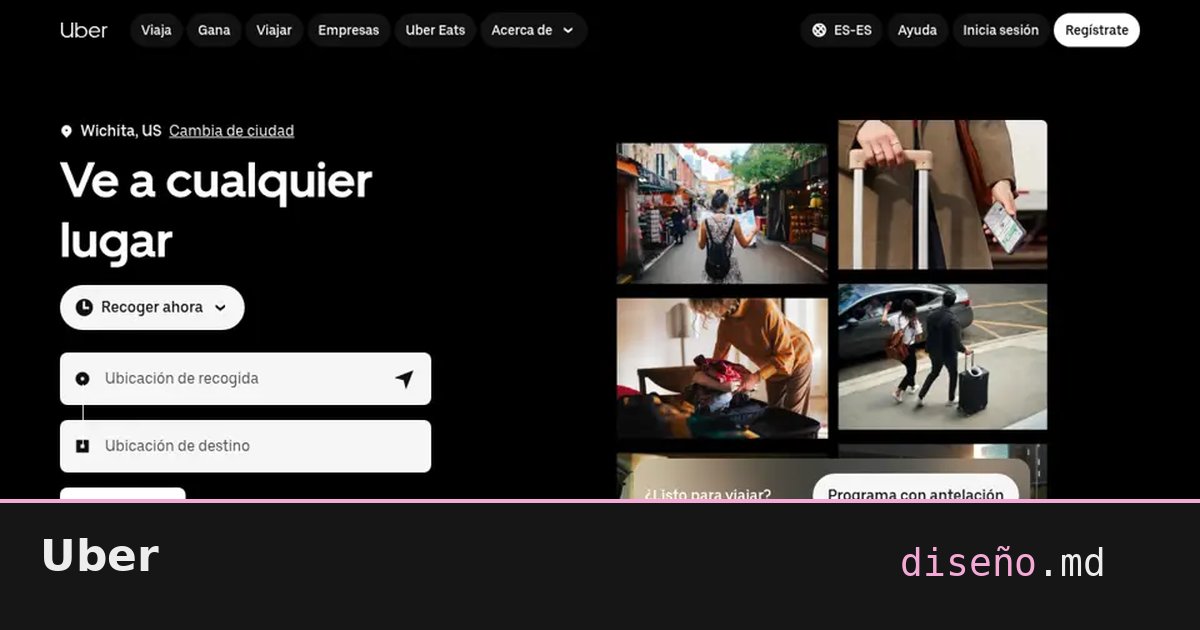 Uber
Viaja
Gana
Viajar
Empresas
Uber Eats
Acerca de
ES-ES
Ayuda
Inicia sesión
Regístrate
Wichita, US Cambia de ciudad
Ve a cualquier
lugar
Recoger ahora
Ubicación de recogida
Ubicación de destino
¿Listo para viajar?
Programa con antelación
Uber
diseño.md